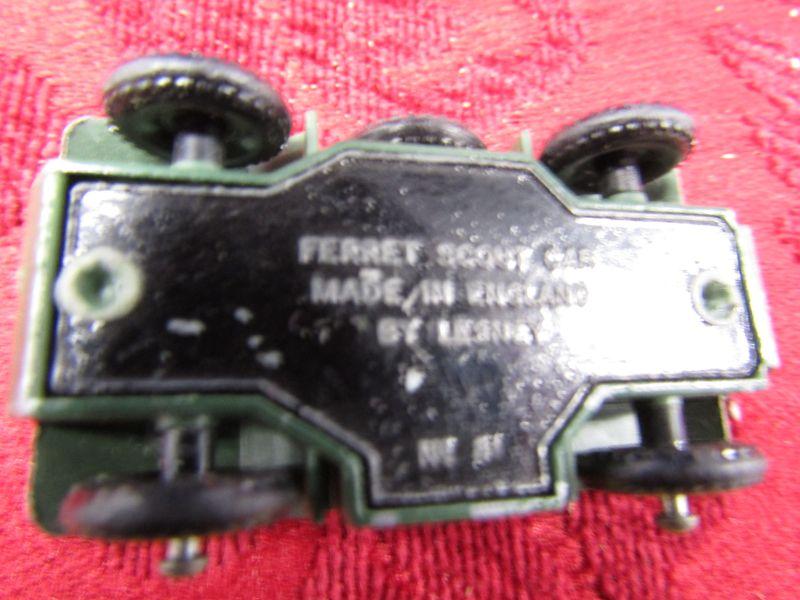 FERRET SCOUT CAR
MADE IN ENGLAND
BY LESNEY
Nº 61